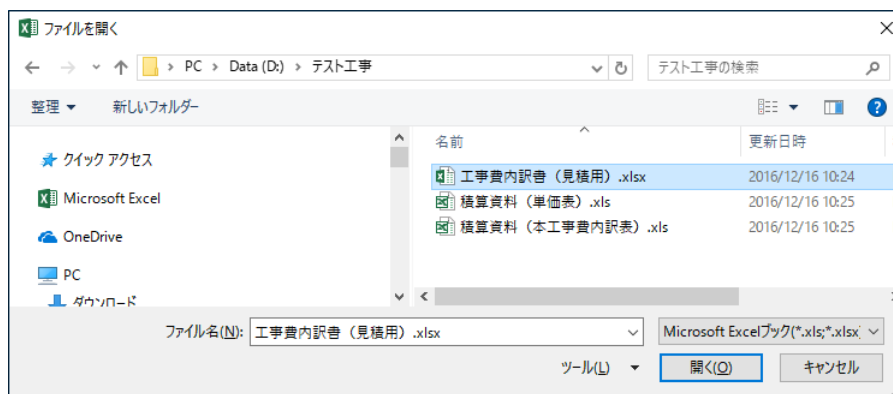 ファイルを開く
PC › Data (D:) › テスト工事
テスト工事の検索
整理 新しいフォルダー
名前 更新日時
クイック アクセス
Microsoft Excel
OneDrive
PC
ダウンロード
工事費内訳書（見積用）.xlsx 2016/12/16 10:24
積算資料（単価表）.xls 2016/12/16 10:25
積算資料（本工事費内訳表）.xls 2016/12/16 10:25
ファイル名(N): 工事費内訳書（見積用）.xlsx Microsoft Excelブック(*.xls;*.xlsx;
ツール(L) 開く(O) キャンセル